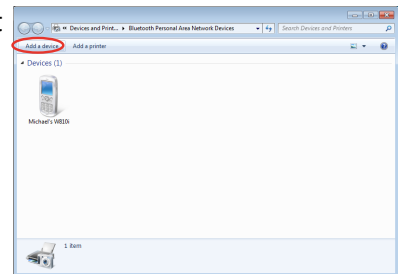 « Devices and Print... ▸ Bluetooth Personal Area Network Devices
Search Devices and Printers
Add a device Add a printer
Devices (1)
Michael's W810i
1 item